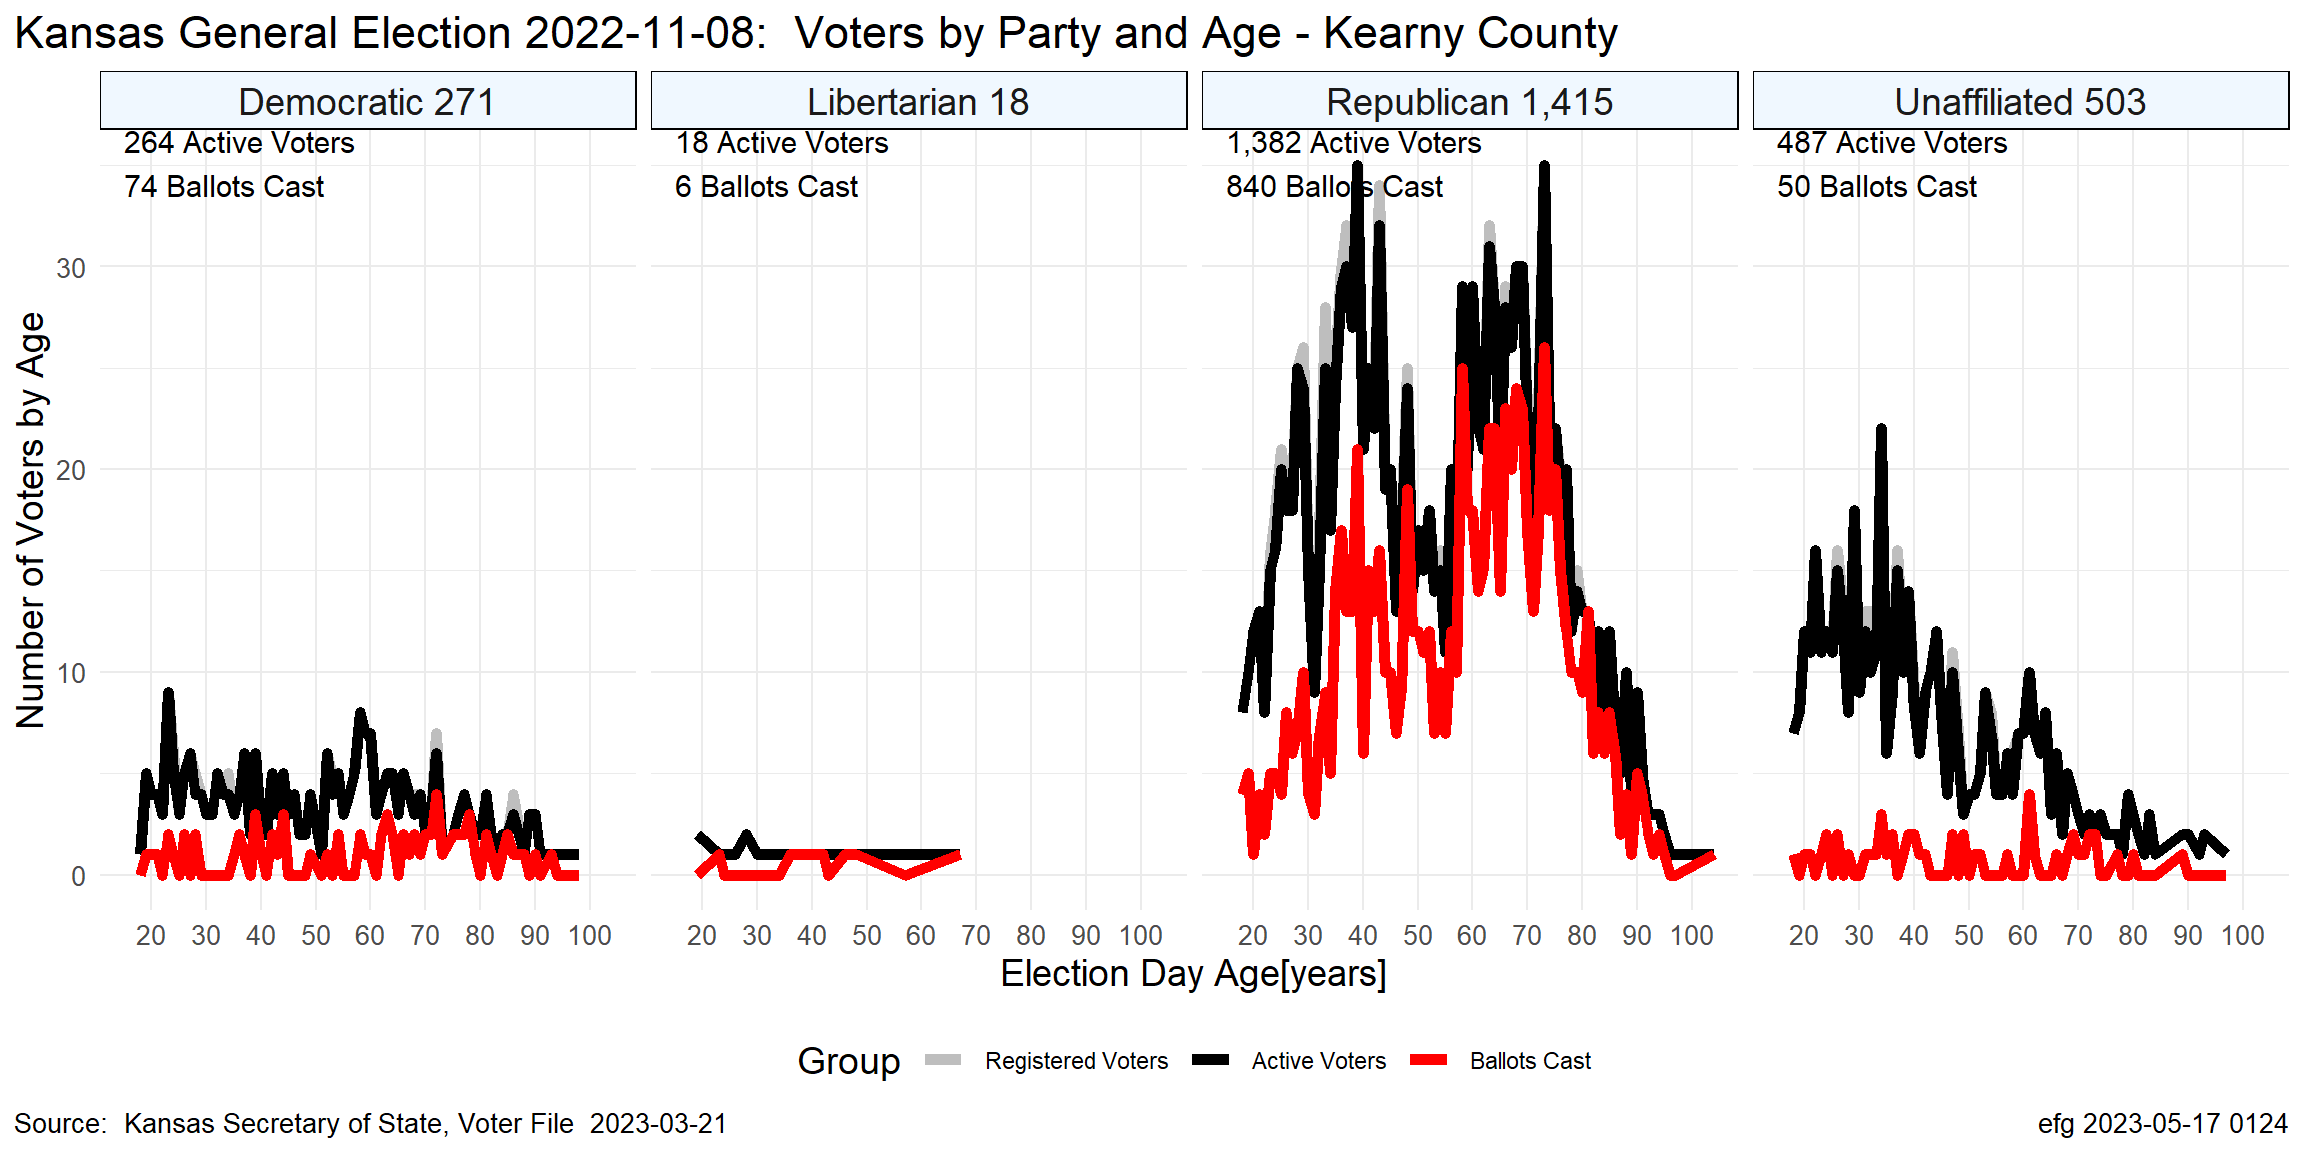 Kansas General Election 2022-11-08:  Voters by Party and Age - Kearny County
Democratic 271
Libertarian 18
Republican 1,415
Unaffiliated 503
264 Active Voters
74 Ballots Cast
18 Active Voters
6 Ballots Cast
1,382 Active Voters
840 Ballots Cast
487 Active Voters
50 Ballots Cast
Number of Voters by Age
30
20
10
0
20 30 40 50 60 70 80 90 100
20 30 40 50 60 70 80 90 100
20 30 40 50 60 70 80 90 100
20 30 40 50 60 70 80 90 100
Election Day Age[years]
Group Registered Voters Active Voters Ballots Cast
Source:  Kansas Secretary of State, Voter File  2023-03-21
efg 2023-05-17 0124